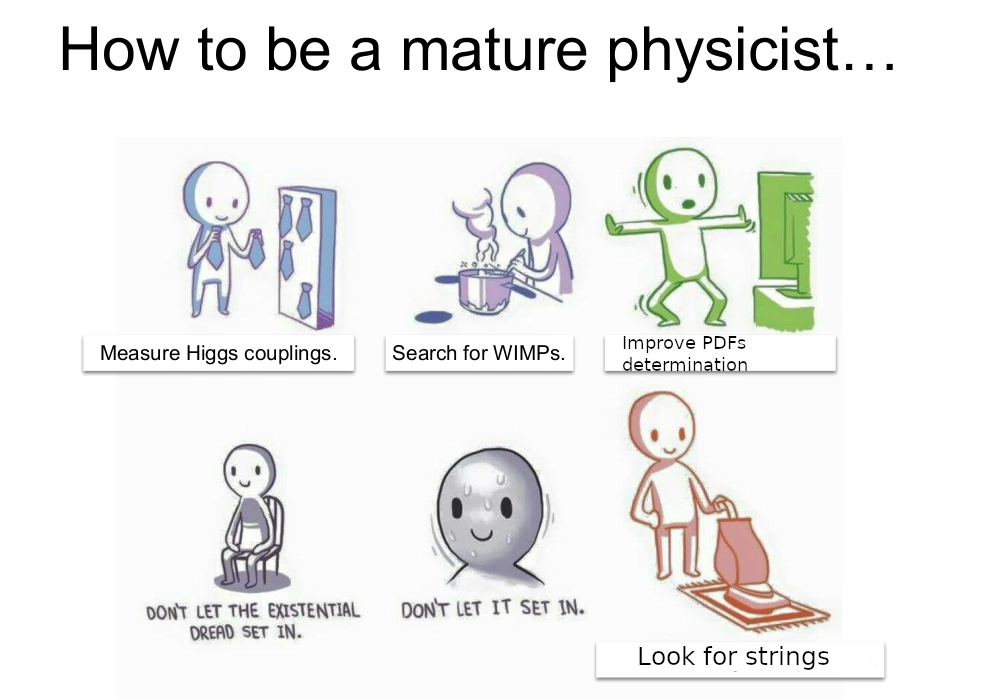 How to be a mature physicist…
Measure Higgs couplings.
Search for WIMPs.
Improve PDFs
determination
DON'T LET THE EXISTENTIAL
DREAD SET IN.
DON'T LET IT SET IN.
Look for strings